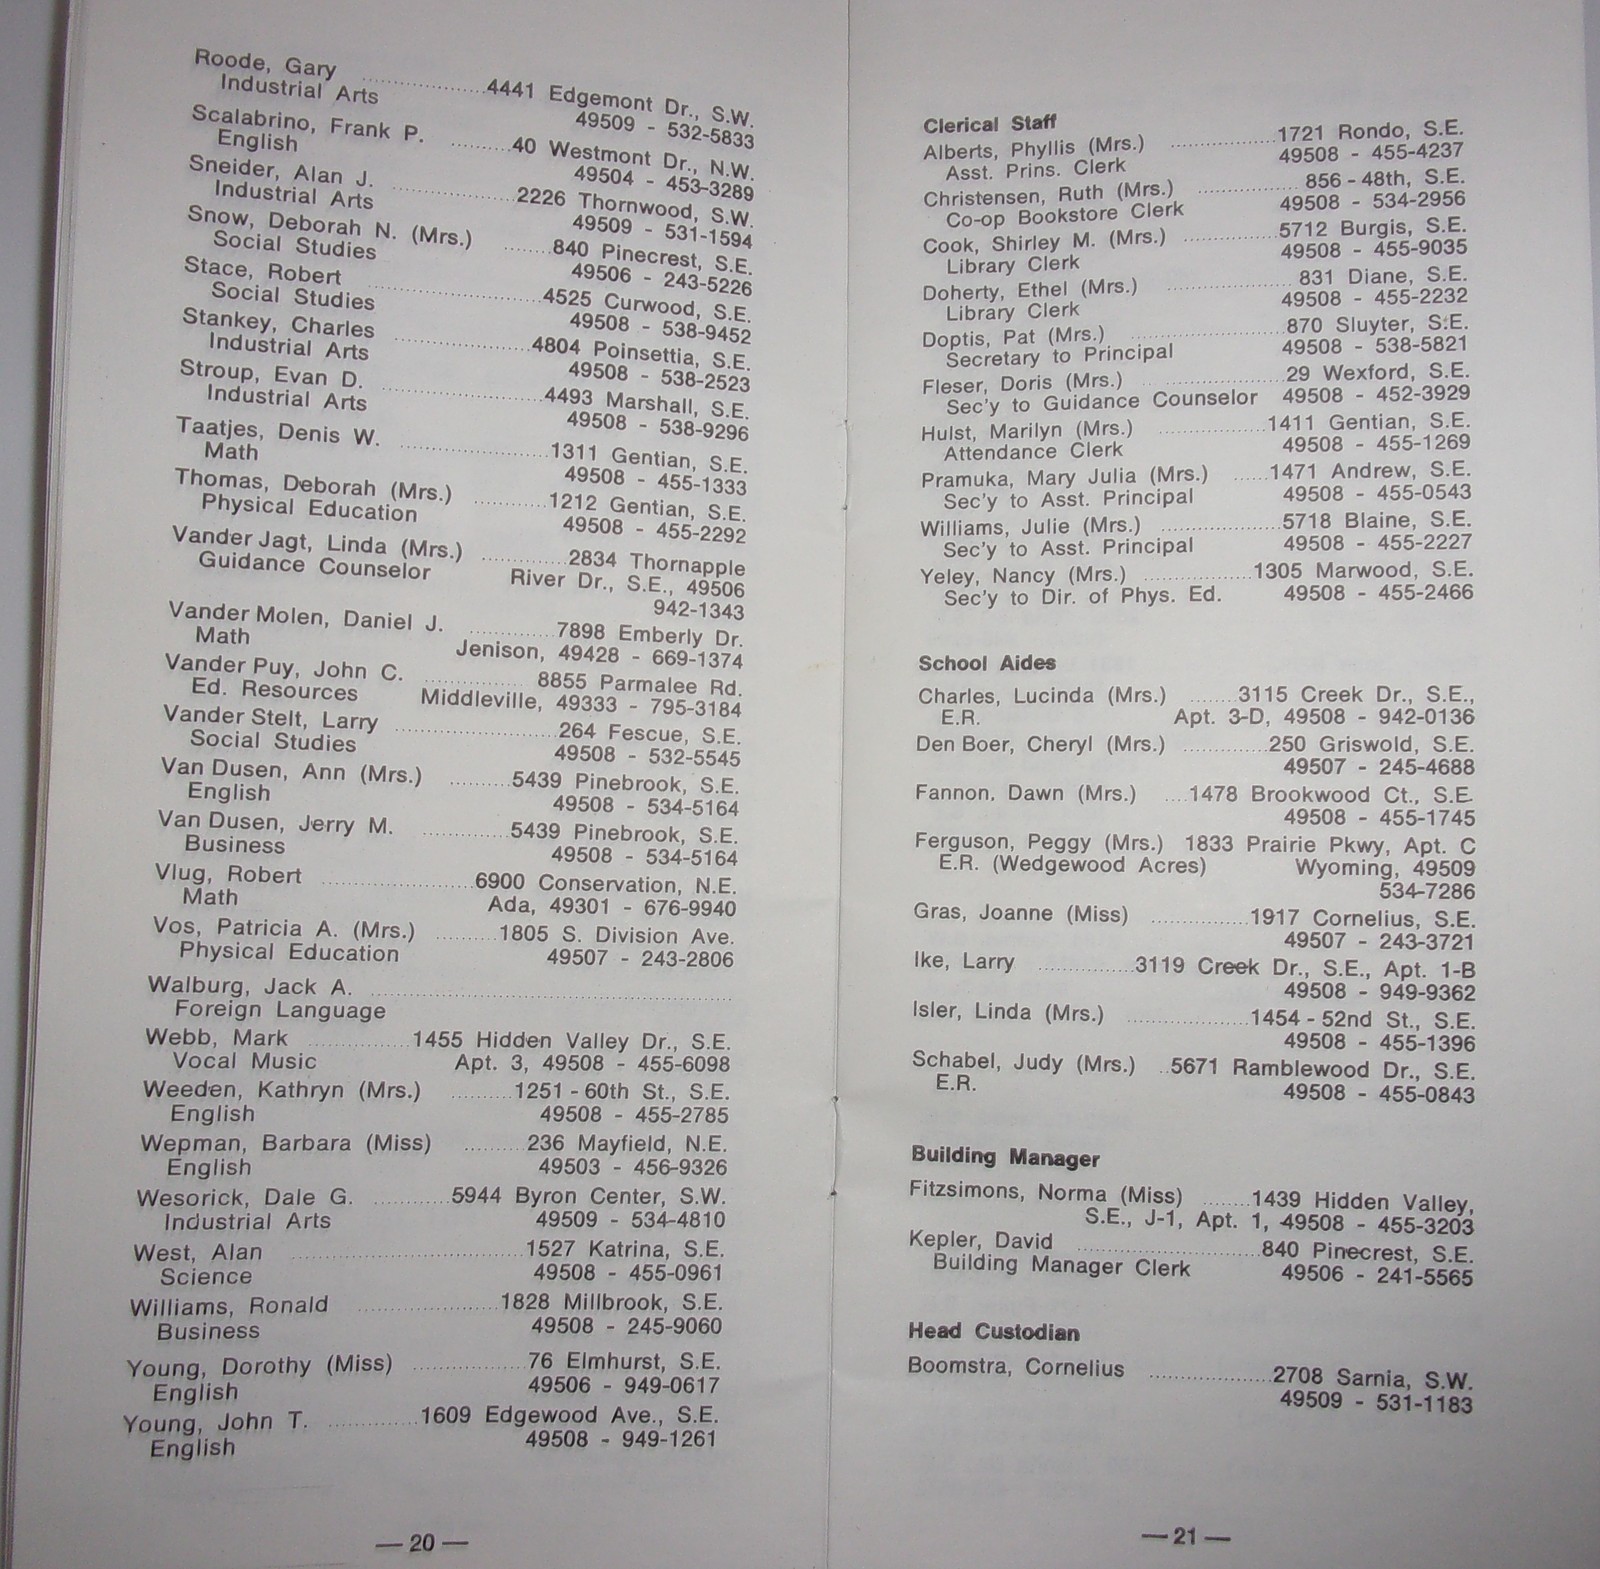 Roode, Gary ..................4441 Edgemont Dr., S.W.
Industrial Arts 49509 - 532-5833
Scalabrino, Frank P. ..........40 Westmont Dr., N.W.
English 49504 - 453-3289
Sneider, Alan J. ..................2226 Thornwood, S.W.
Industrial Arts 49509 - 531-1594
Snow, Deborah N. (Mrs.) ........840 Pinecrest, S.E.
Social Studies 49506 - 243-5226
Stace, Robert .........................4525 Curwood, S.E.
Social Studies 49508 - 538-9452
Stankey, Charles ....................4804 Poinsettia, S.E.
Industrial Arts 49508 - 538-2523
Stroup, Evan D. .......................4493 Marshall, S.E.
Industrial Arts 49508 - 538-9296
Taatjes, Denis W. .....................1311 Gentian, S.E.
Math 49508 - 455-1333
Thomas, Deborah (Mrs.) ...........1212 Gentian, S.E.
Physical Education 49508 - 455-2292
Vander Jagt, Linda (Mrs.) .............2834 Thornapple
Guidance Counselor River Dr., S.E., 49506
942-1343
Vander Molen, Daniel J. .............7898 Emberly Dr.
Math Jenison, 49428 - 669-1374
Vander Puy, John C. ...............8855 Parmalee Rd.
Ed. Resources Middleville, 49333 - 795-3184
Vander Stelt, Larry .......................264 Fescue, S.E.
Social Studies 49508 - 532-5545
Van Dusen, Ann (Mrs.) .........5439 Pinebrook, S.E.
English 49508 - 534-5164
Van Dusen, Jerry M. .............5439 Pinebrook, S.E.
Business 49508 - 534-5164
Vlug, Robert ......................6900 Conservation, N.E.
Math Ada, 49301 - 676-9940
Vos, Patricia A. (Mrs.) .........1805 S. Division Ave.
Physical Education 49507 - 243-2806
Walburg, Jack A. ....................................................
Foreign Language
Webb, Mark ...............1455 Hidden Valley Dr., S.E.
Vocal Music Apt. 3, 49508 - 455-6098
Weeden, Kathryn (Mrs.) .........1251 - 60th St., S.E.
English 49508 - 455-2785
Wepman, Barbara (Miss) .........236 Mayfield, N.E.
English 49503 - 456-9326
Wesorick, Dale G. ...........5944 Byron Center, S.W.
Industrial Arts 49509 - 534-4810
West, Alan ..................................1527 Katrina, S.E.
Science 49508 - 455-0961
Williams, Ronald .....................1828 Millbrook, S.E.
Business 49508 - 245-9060
Young, Dorothy (Miss) .................76 Elmhurst, S.E.
English 49506 - 949-0617
Young, John T. .............1609 Edgewood Ave., S.E.
English 49508 - 949-1261
— 20 —
Clerical Staff
Alberts, Phyllis (Mrs.) ................1721 Rondo, S.E.
Asst. Prins. Clerk 49508 - 455-4237
Christensen, Ruth (Mrs.) ............... 856 - 48th, S.E.
Co-op Bookstore Clerk 49508 - 534-2956
Cook, Shirley M. (Mrs.) ..............5712 Burgis, S.E.
Library Clerk 49508 - 455-9035
Doherty, Ethel (Mrs.) ................... 831 Diane, S.E.
Library Clerk 49508 - 455-2232
Doptis, Pat (Mrs.) .......................870 Sluyter, S.E.
Secretary to Principal 49508 - 538-5821
Fleser, Doris (Mrs.) .....................29 Wexford, S.E.
Sec'y to Guidance Counselor 49508 - 452-3929
Hulst, Marilyn (Mrs.) ................1411 Gentian, S.E.
Attendance Clerk 49508 - 455-1269
Pramuka, Mary Julia (Mrs.) ......1471 Andrew, S.E.
Sec'y to Asst. Principal 49508 - 455-0543
Williams, Julie (Mrs.) ..................5718 Blaine, S.E.
Sec'y to Asst. Principal 49508 - 455-2227
Yeley, Nancy (Mrs.) ................1305 Marwood, S.E.
Sec'y to Dir. of Phys. Ed. 49508 - 455-2466
School Aides
Charles, Lucinda (Mrs.) ........3115 Creek Dr., S.E.,
E.R. Apt. 3-D, 49508 - 942-0136
Den Boer, Cheryl (Mrs.) .............250 Griswold, S.E.
49507 - 245-4688
Fannon, Dawn (Mrs.) ....1478 Brookwood Ct., S.E.
49508 - 455-1745
Ferguson, Peggy (Mrs.) 1833 Prairie Pkwy, Apt. C
E.R. (Wedgewood Acres) Wyoming, 49509
534-7286
Gras, Joanne (Miss) ...............1917 Cornelius, S.E.
49507 - 243-3721
Ike, Larry ...............3119 Creek Dr., S.E., Apt. 1-B
49508 - 949-9362
Isler, Linda (Mrs.) ...................1454 - 52nd St., S.E.
49508 - 455-1396
Schabel, Judy (Mrs.) ..5671 Ramblewood Dr., S.E.
E.R. 49508 - 455-0843
Building Manager
Fitzsimons, Norma (Miss) ........1439 Hidden Valley,
S.E., J-1, Apt. 1, 49508 - 455-3203
Kepler, David ............................840 Pinecrest, S.E.
Building Manager Clerk 49506 - 241-5565
Head Custodian
Boomstra, Cornelius ...................2708 Sarnia, S.W.
49509 - 531-1183
— 21 —